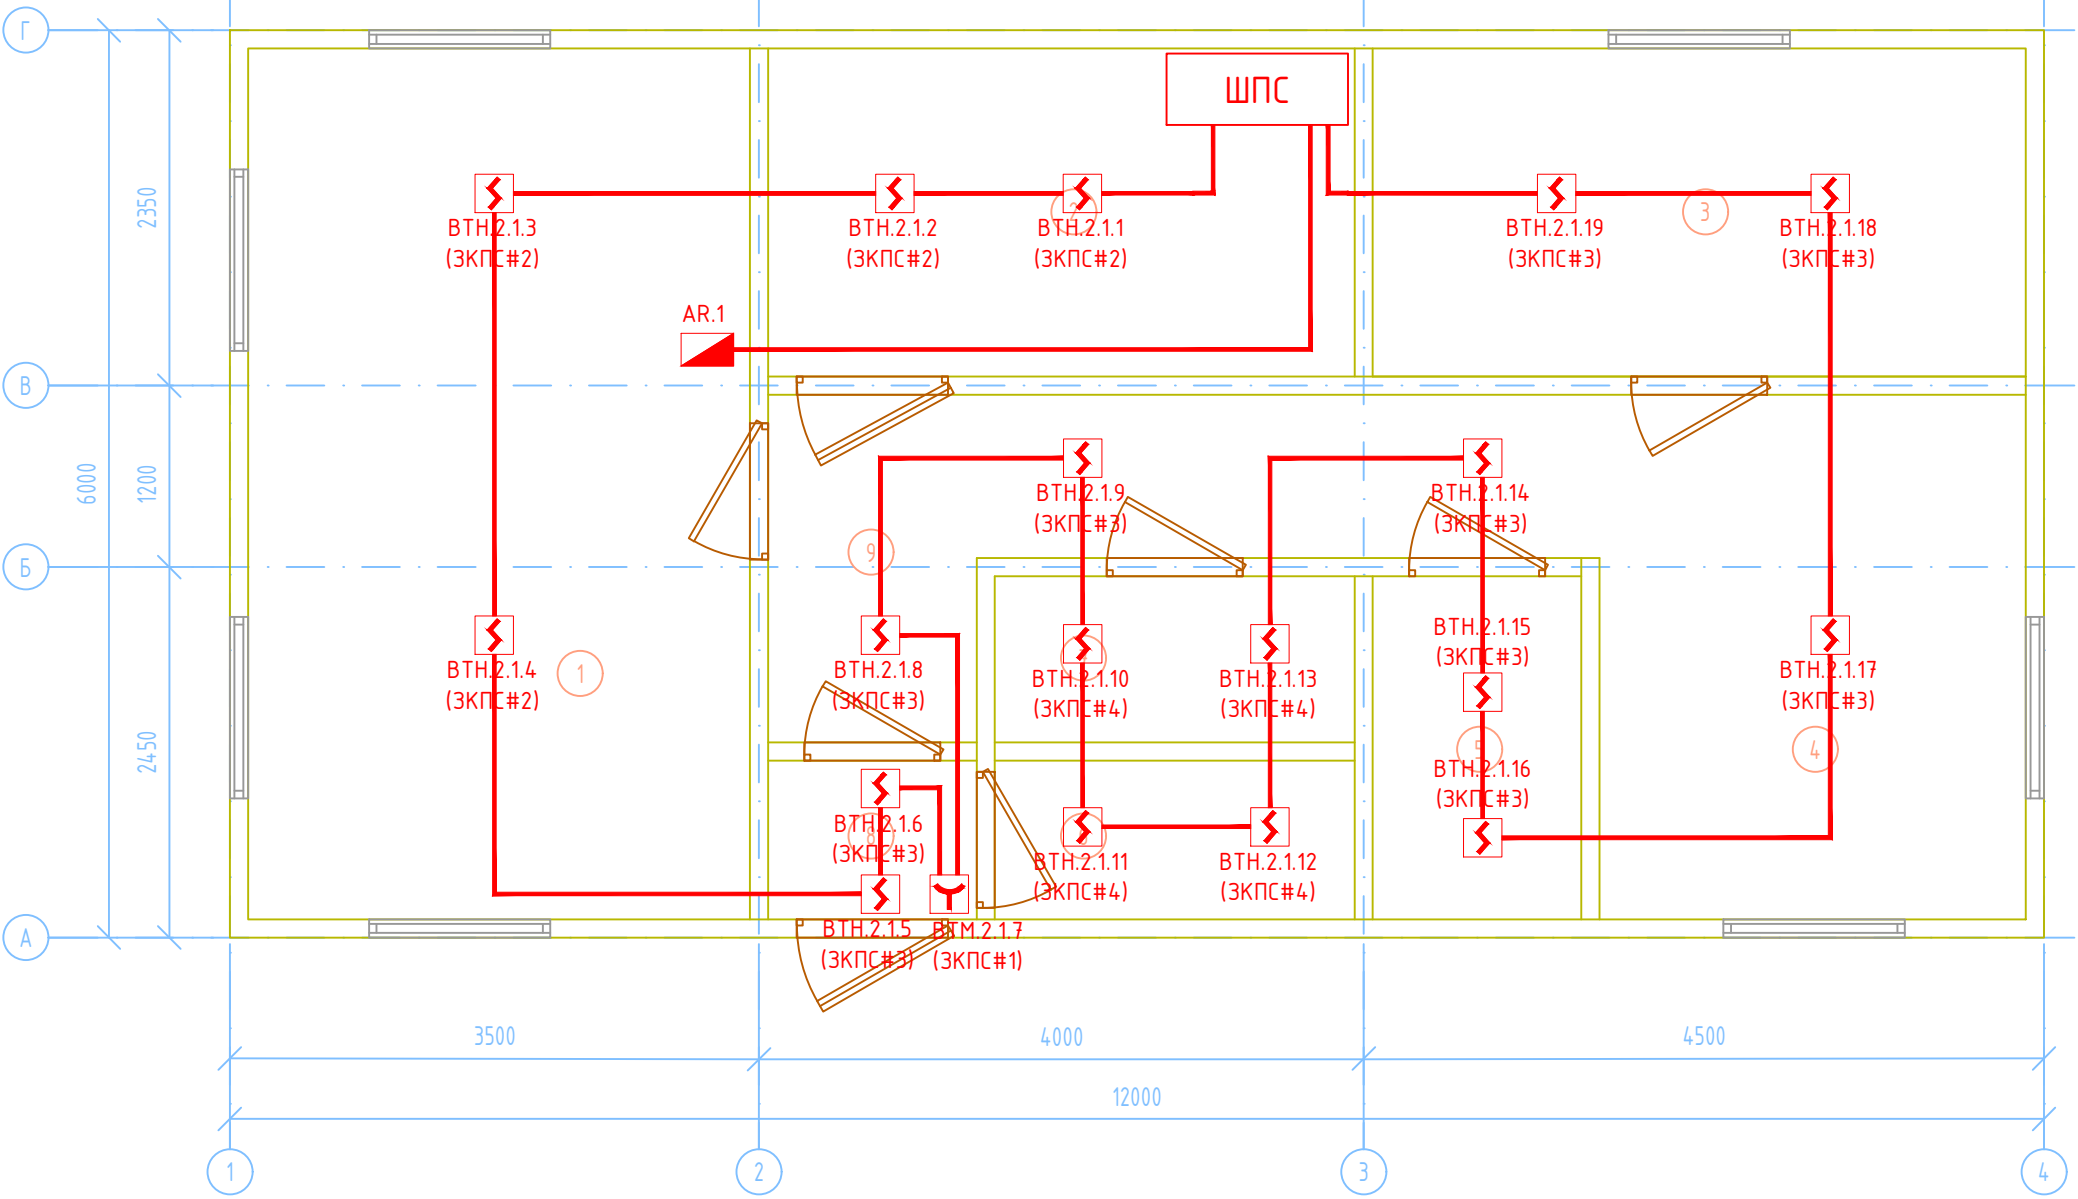 Г
ШПС
2350
2
3
ВТН.2.1.3
(ЗКПС#2)
ВТН.2.1.2
(ЗКПС#2)
ВТН.2.1.1
(ЗКПС#2)
ВТН.2.1.19
(ЗКПС#3)
ВТН.2.1.18
(ЗКПС#3)
AR.1
В
6000
1200
ВТН.2.1.9
(ЗКПС#3)
ВТН.2.1.14
(ЗКПС#3)
9
Б
ВТН.2.1.4
(ЗКПС#2)
1
ВТН.2.1.8
(ЗКПС#3)
ВТН.2.1.10
(ЗКПС#4)
ВТН.2.1.13
(ЗКПС#4)
ВТН.2.1.15
(ЗКПС#3)
ВТН.2.1.17
(ЗКПС#3)
2450
5
4
ВТН.2.1.16
(ЗКПС#3)
ВТН.2.1.6
(ЗКПС#3)
8
ВТН.2.1.11
(ЗКПС#4)
ВТН.2.1.12
(ЗКПС#4)
А
ВТН.2.1.5
(ЗКПС#3)
ВТМ.2.1.7
(ЗКПС#1)
3500
4000
4500
12000
1
2
3
4